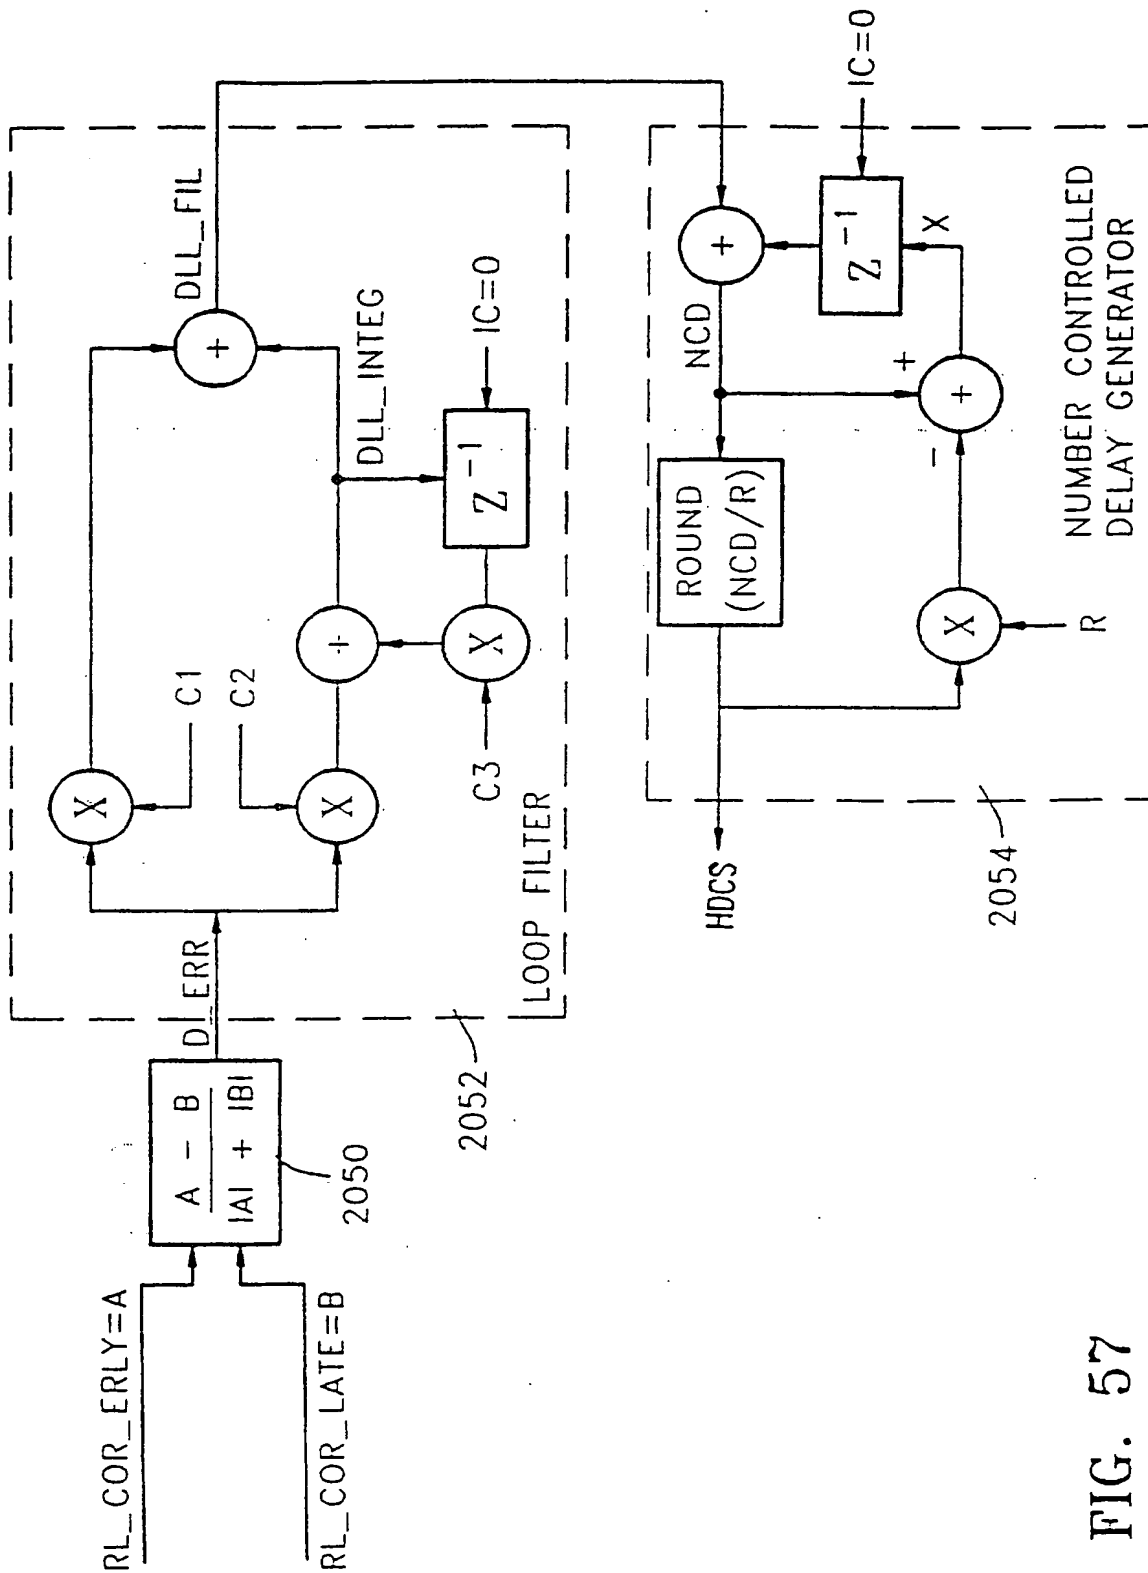 RL_COR_ERLY=A
RL_COR_LATE=B
A - B
|A| + |B|
2050
DL_ERR
X
C1
C2
X
+
X
C3
Z⁻¹
IC=0
DLL_INTEG
+
DLL_FIL
LOOP FILTER
2052
HDCS
ROUND
(NCD/R)
NCD
+
Z⁻¹
IC=0
X
+
-
+
X
R
NUMBER CONTROLLED
DELAY GENERATOR
2054
FIG. 57